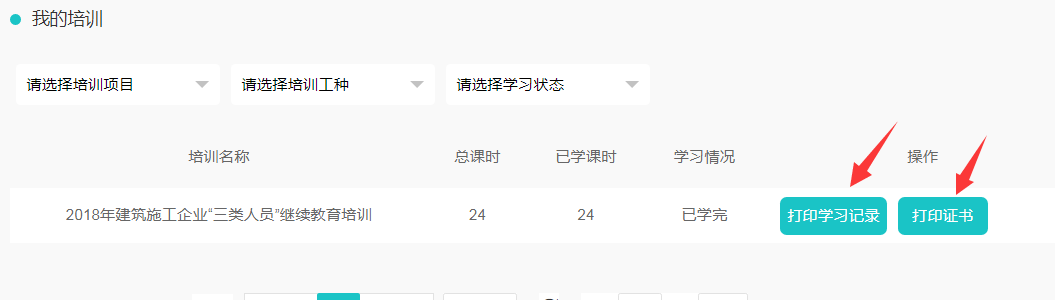 我的培训
请选择培训项目 请选择培训工种 请选择学习状态
培训名称 总课时 已学课时 学习情况 操作
2018年建筑施工企业“三类人员”继续教育培训 24 24 已学完 打印学习记录 打印证书